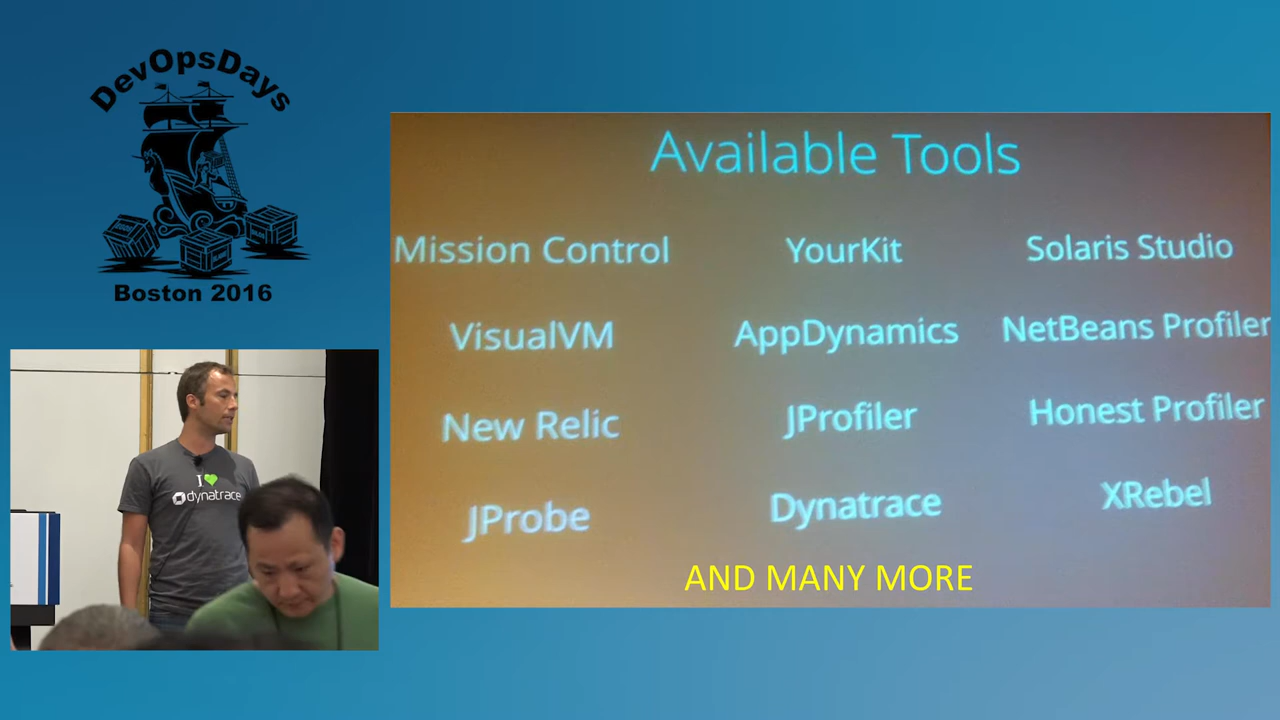 DevOpsDays
Boston 2016
I
dynatrace
Available Tools
Mission Control YourKit Solaris Studio
VisualVM AppDynamics NetBeans Profiler
New Relic JProfiler Honest Profiler
JProbe Dynatrace XRebel
AND MANY MORE